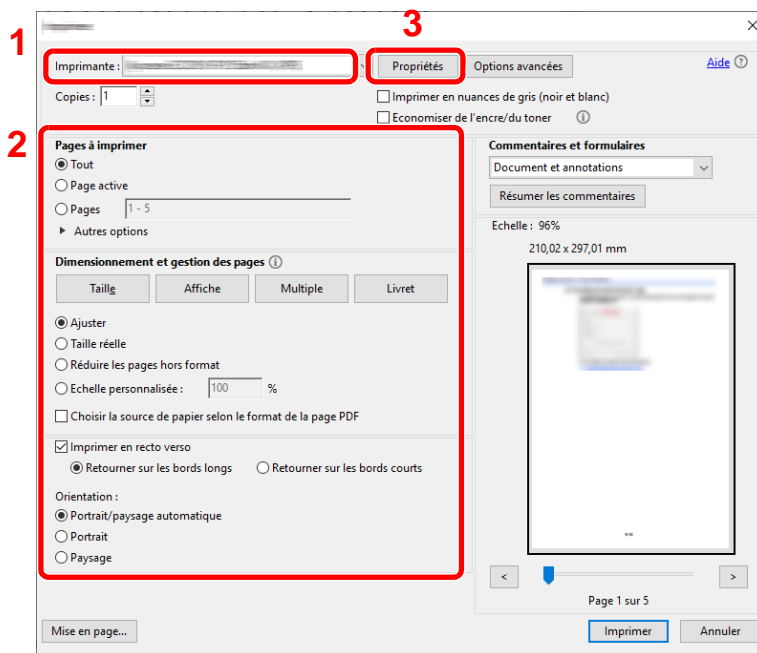 3
1
Imprimante :
Propriétés
Options avancées
Aide
Copies : 1
Imprimer en nuances de gris (noir et blanc)
Economiser de l'encre/du toner
2
Pages à imprimer
Tout
Page active
Pages 1 - 5
Autres options
Commentaires et formulaires
Document et annotations
Résumer les commentaires
Echelle : 96%
210,02 x 297,01 mm
Dimensionnement et gestion des pages
Taille
Affiche
Multiple
Livret
Ajuster
Taille réelle
Réduire les pages hors format
Echelle personnalisée : 100 %
Choisir la source de papier selon le format de la page PDF
Imprimer en recto verso
Retourner sur les bords longs
Retourner sur les bords courts
Orientation :
Portrait/paysage automatique
Portrait
Paysage
<
>
Page 1 sur 5
Mise en page...
Imprimer
Annuler